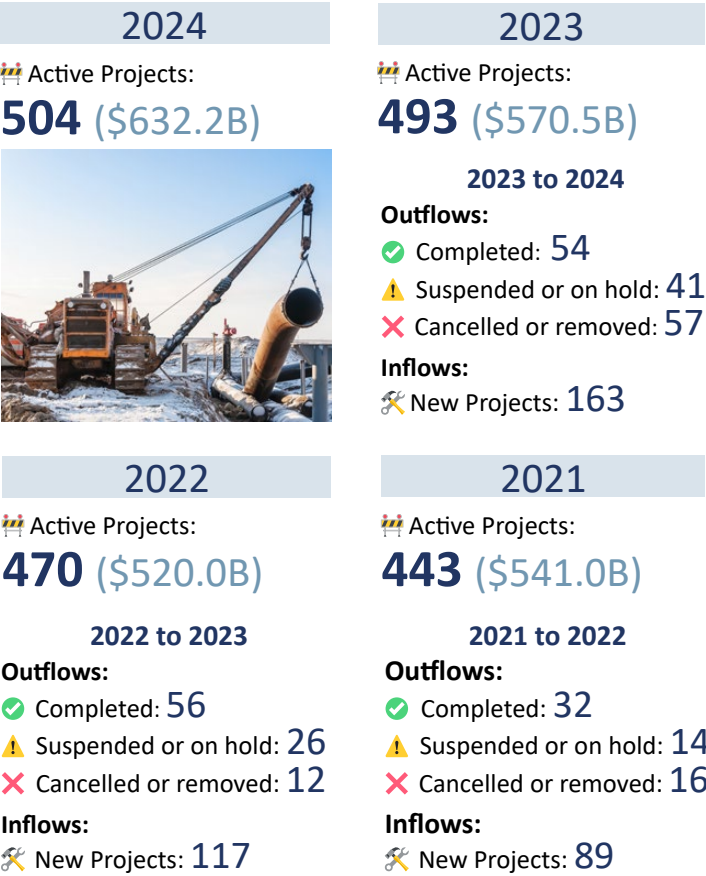 2024
Active Projects:
504 ($632.2B)
2023
Active Projects:
493 ($570.5B)
2023 to 2024
Outflows:
Completed: 54
Suspended or on hold: 41
Cancelled or removed: 57
Inflows:
New Projects: 163
2022
Active Projects:
470 ($520.0B)
2022 to 2023
Outflows:
Completed: 56
Suspended or on hold: 26
Cancelled or removed: 12
Inflows:
New Projects: 117
2021
Active Projects:
443 ($541.0B)
2021 to 2022
Outflows:
Completed: 32
Suspended or on hold: 14
Cancelled or removed: 16
Inflows:
New Projects: 89